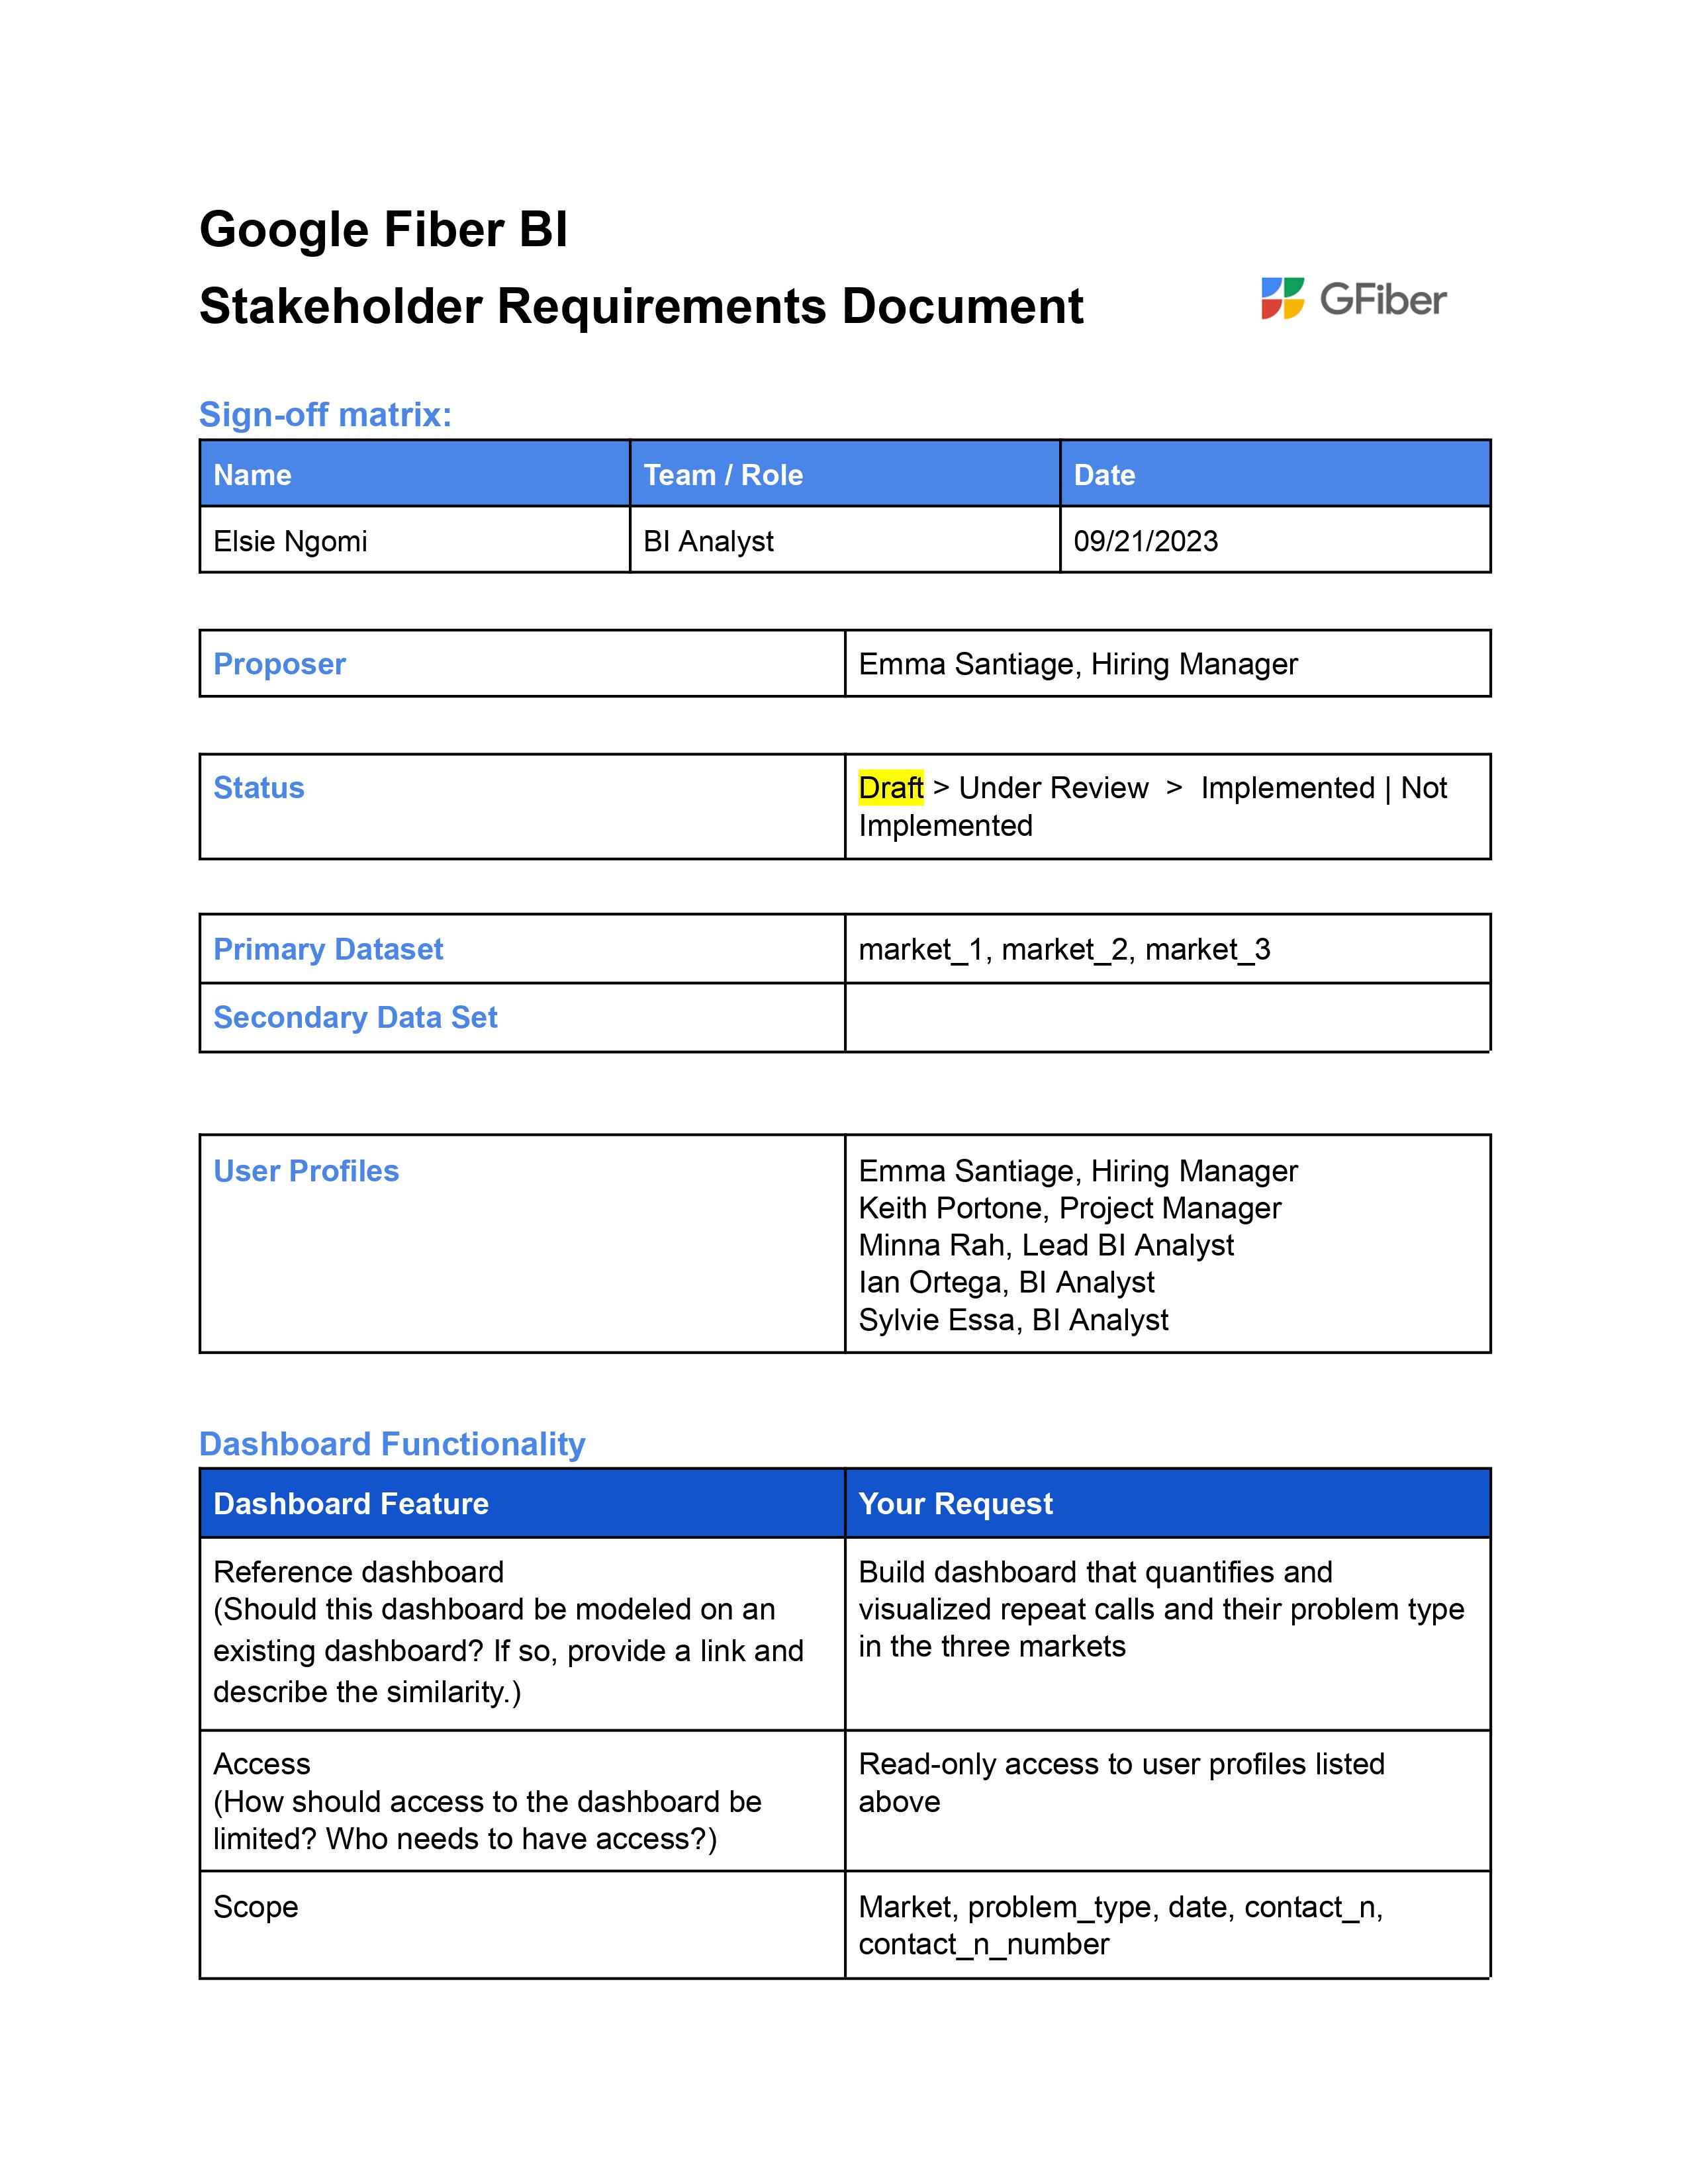 Google Fiber BI
Stakeholder Requirements Document
GFiber
Sign-off matrix:
Name Team / Role Date
Elsie Ngomi BI Analyst 09/21/2023
Proposer Emma Santiage, Hiring Manager
Status Draft > Under Review > Implemented | Not
Implemented
Primary Dataset market_1, market_2, market_3
Secondary Data Set
User Profiles Emma Santiage, Hiring Manager
Keith Portone, Project Manager
Minna Rah, Lead BI Analyst
Ian Ortega, BI Analyst
Sylvie Essa, BI Analyst
Dashboard Functionality
Dashboard Feature Your Request
Reference dashboard
(Should this dashboard be modeled on an
existing dashboard? If so, provide a link and
describe the similarity.)
Build dashboard that quantifies and
visualized repeat calls and their problem type
in the three markets
Access
(How should access to the dashboard be
limited? Who needs to have access?)
Read-only access to user profiles listed
above
Scope
Market, problem_type, date, contact_n,
contact_n_number